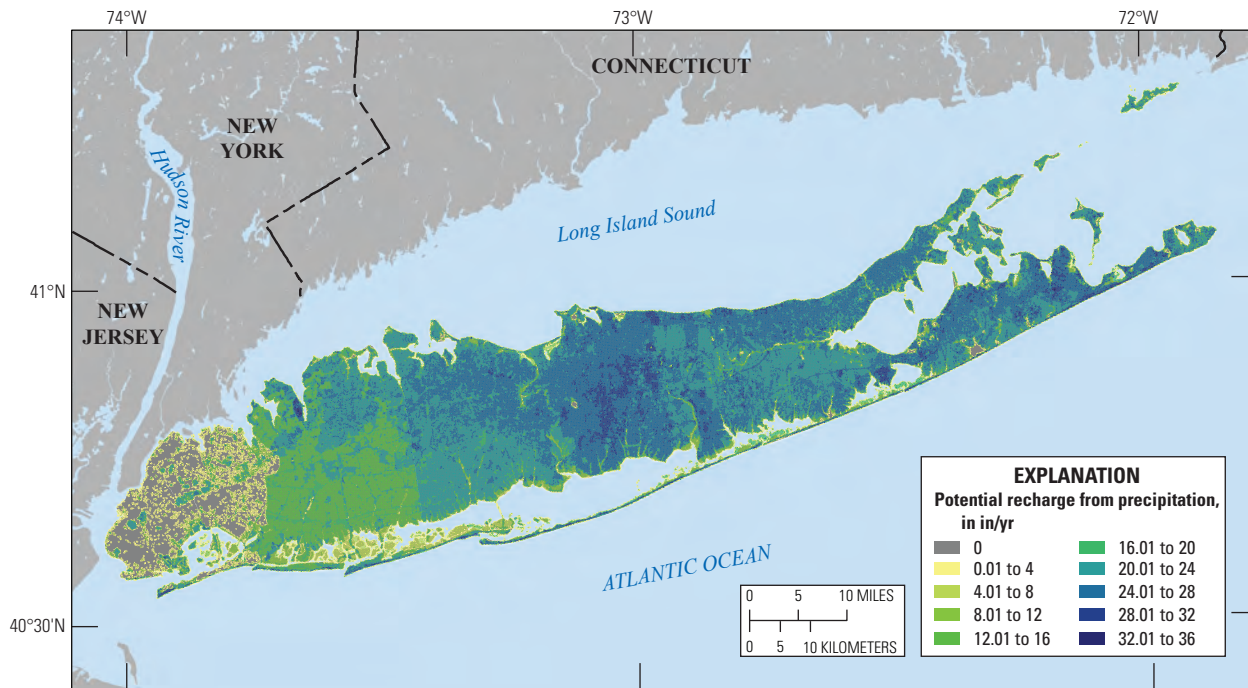 74°W
73°W
72°W
CONNECTICUT
NEW
YORK
Hudson River
Long Island Sound
41°N
NEW
JERSEY
EXPLANATION
Potential recharge from precipitation,
in in/yr
0
0.01 to 4
4.01 to 8
8.01 to 12
12.01 to 16
16.01 to 20
20.01 to 24
24.01 to 28
28.01 to 32
32.01 to 36
ATLANTIC OCEAN
0 5 10 MILES
0 5 10 KILOMETERS
40°30'N